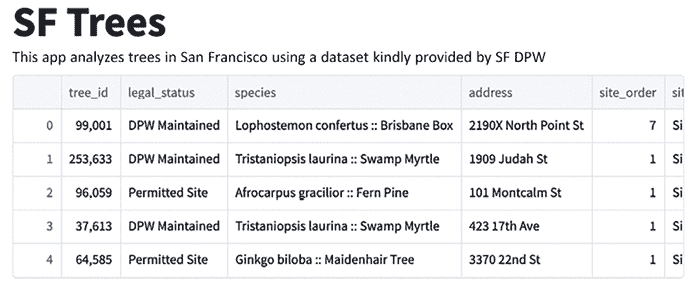 SF Trees
This app analyzes trees in San Francisco using a dataset kindly provided by SF DPW
tree_id legal_status species address site_order sit
0 99,001 DPW Maintained Lophostemon confertus :: Brisbane Box 2190X North Point St 7 Si
1 253,633 DPW Maintained Tristaniopsis laurina :: Swamp Myrtle 1909 Judah St 1 Si
2 96,059 Permitted Site Afrocarpus gracilior :: Fern Pine 101 Montcalm St 1 Si
3 37,613 DPW Maintained Tristaniopsis laurina :: Swamp Myrtle 423 17th Ave 1 Si
4 64,585 Permitted Site Ginkgo biloba :: Maidenhair Tree 3370 22nd St 1 Si